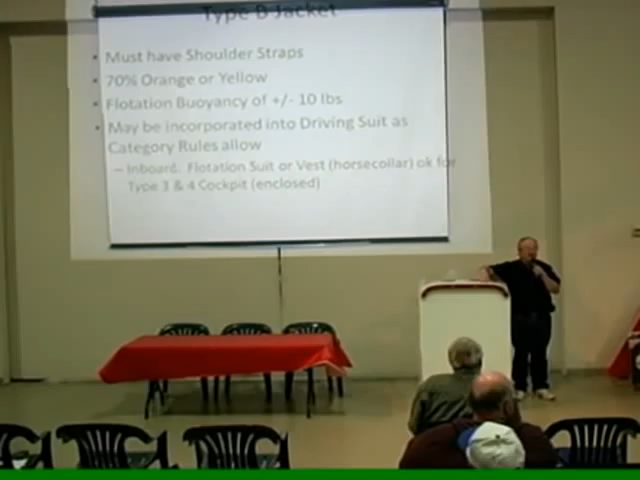 Type D Jacket
• Must have Shoulder Straps
• 70% Orange or Yellow
• Flotation Buoyancy of +/- 10 lbs
• May be incorporated into Driving Suit as
Category Rules allow
– Inboard: Flotation Suit or Vest (horsecollar) ok for
Type 3 & 4 Cockpit (enclosed)